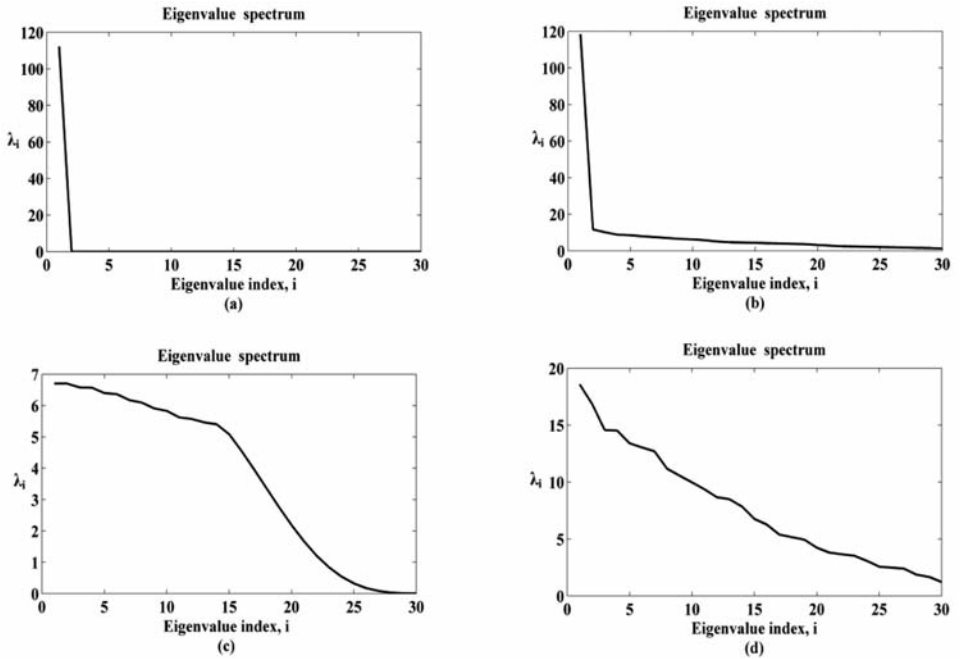 Eigenvalue spectrum
120
100
80
60
40
20
0
λi
0 5 10 15 20 25 30
Eigenvalue index, i
(a)
Eigenvalue spectrum
120
100
80
60
40
20
0
λi
0 5 10 15 20 25 30
Eigenvalue index, i
(b)
Eigenvalue spectrum
7
6
5
4
3
2
1
0
λi
0 5 10 15 20 25 30
Eigenvalue index, i
(c)
Eigenvalue spectrum
20
15
10
5
0
λi
0 5 10 15 20 25 30
Eigenvalue index, i
(d)